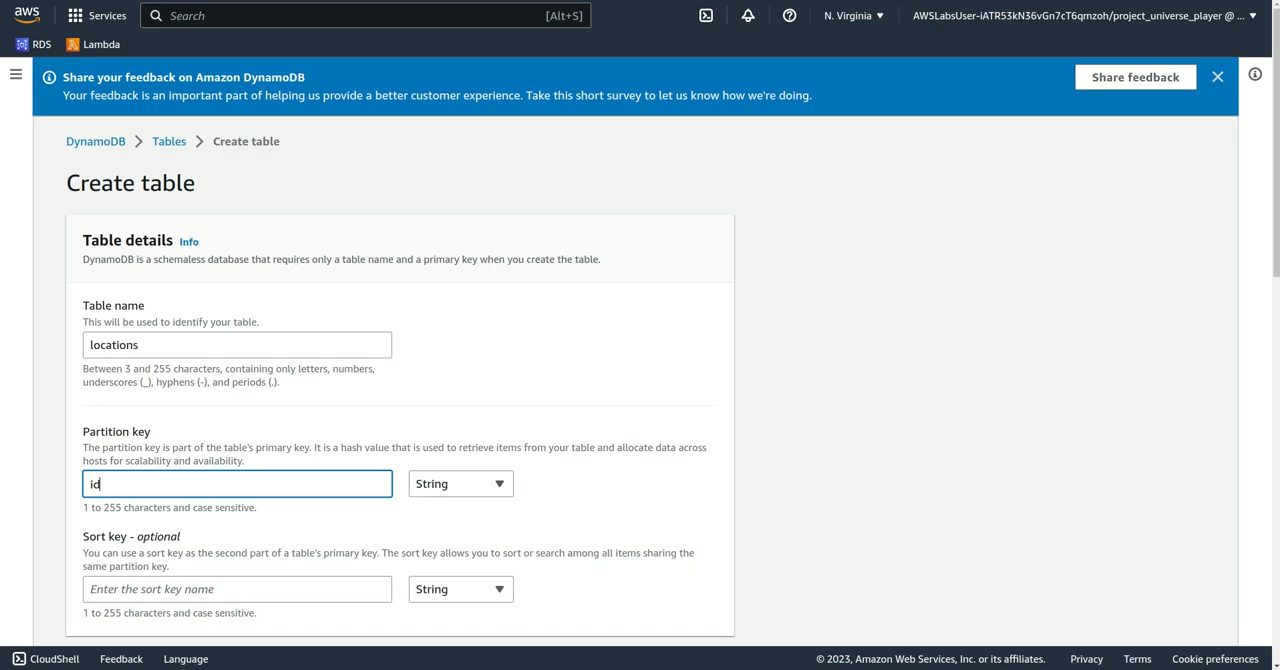 aws Services Search [Alt+S] N. Virginia AWSLabsUser-iATR53kN36vGn7cT6qmzoh/project_universe_player @ ...
RDS Lambda
Share your feedback on Amazon DynamoDB
Your feedback is an important part of helping us provide a better customer experience. Take this short survey to let us know how we're doing.
Share feedback
DynamoDB Tables Create table
Create table
Table details Info
DynamoDB is a schemaless database that requires only a table name and a primary key when you create the table.
Table name
This will be used to identify your table.
locations
Between 3 and 255 characters, containing only letters, numbers,
underscores (_), hyphens (-), and periods (.).
Partition key
The partition key is part of the table's primary key. It is a hash value that is used to retrieve items from your table and allocate data across
hosts for scalability and availability.
id String
1 to 255 characters and case sensitive.
Sort key - optional
You can use a sort key as the second part of a table's primary key. The sort key allows you to sort or search among all items sharing the
same partition key.
Enter the sort key name String
1 to 255 characters and case sensitive.
CloudShell Feedback Language © 2023, Amazon Web Services, Inc. or its affiliates. Privacy Terms Cookie preferences